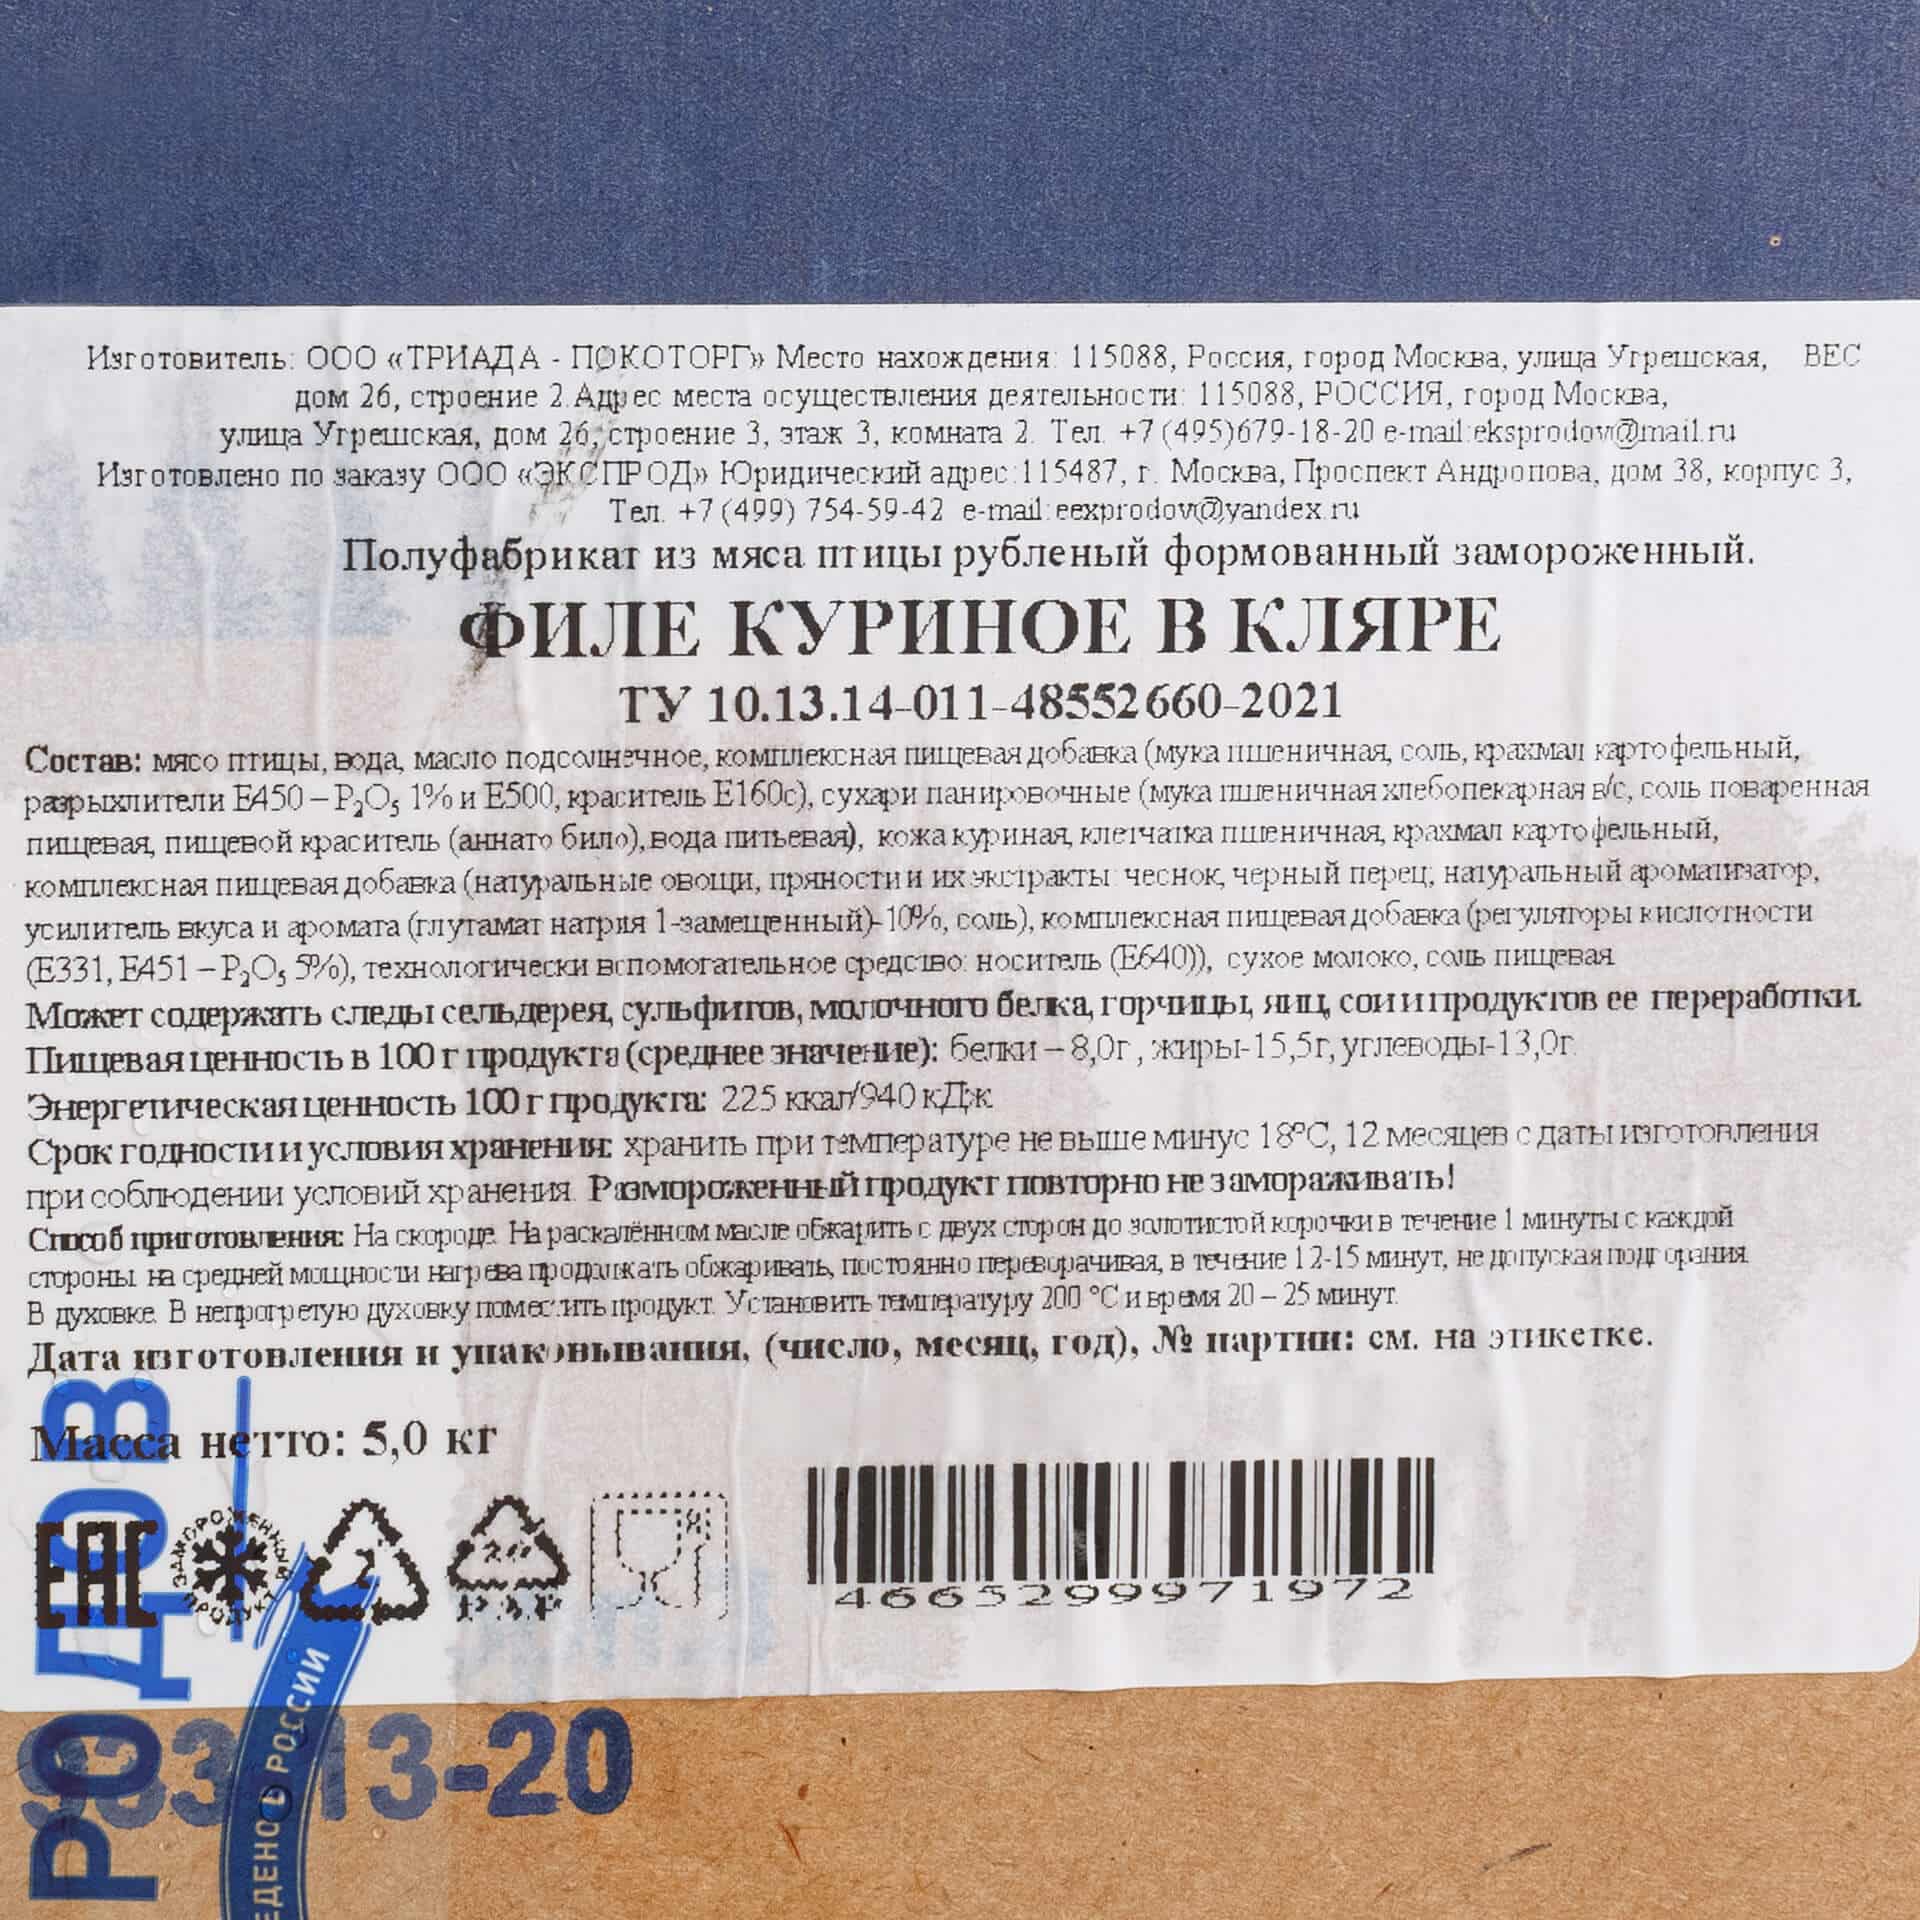 Изготовитель: ООО «ТРИАДА - ПОКОТОРГ» Место нахождения: 115088, Россия, город Москва, улица Угрешская, ВЕС
дом 26, строение 2.Адрес места осуществления деятельности: 115088, РОССИЯ, город Москва,
улица Угрешская, дом 26, строение 3, этаж 3, комната 2. Тел. +7 (495)679-18-20 e-mail:eksprodov@mail.ru
Изготовлено по заказу ООО «ЭКСПРОД» Юридический адрес:115487, г. Москва, Проспект Андропова, дом 38, корпус 3,
Тел. +7 (499) 754-59-42 e-mail:eexprodov@yandex.ru
Полуфабрикат из мяса птицы рубленый формованный замороженный.
ФИЛЕ КУРИНОЕ В КЛЯРЕ
ТУ 10.13.14-011-48552660-2021
Состав: мясо птицы, вода, масло подсолнечное, комплексная пищевая добавка (мука пшеничная, соль, крахмал картофельный,
разрыхлители Е450 – P₂O₅ 1% и Е500, краситель Е160с), сухари панировочные (мука пшеничная хлебопекарная в/с, соль поваренная
пищевая, пищевой краситель (аннато било), вода питьевая), кожа куриная, клетчатка пшеничная, крахмал картофельный,
комплексная пищевая добавка (натуральные овощи, пряности и их экстракты: чеснок, черный перец; натуральный ароматизатор,
усилитель вкуса и аромата (глутамат натрия 1-замещенный)-10%, соль), комплексная пищевая добавка (регуляторы кислотности
(Е331, Е451 – P₂O₅ 5%), технологически вспомогательное средство: носитель (Е640)), сухое молоко, соль пищевая.
Может содержать следы сельдерея, сульфитов, молочного белка, горчицы, яиц, сои и продуктов ее переработки.
Пищевая ценность в 100 г продукта (среднее значение): белки – 8,0г , жиры-15,5г, углеводы-13,0г.
Энергетическая ценность 100 г продукта: 225 ккал/940 кДж
Срок годности и условия хранения: хранить при температуре не выше минус 18°С, 12 месяцев с даты изготовления
при соблюдении условий хранения. Размороженный продукт повторно не замораживать!
Способ приготовления: На скороде. На раскалённом масле обжарить с двух сторон до золотистой корочки в течение 1 минуты с каждой
стороны. на средней мощности нагрева продолжать обжаривать, постоянно переворачивая, в течение 12-15 минут, не допуская подгорания.
В духовке. В непрогретую духовку поместить продукт. Установить температуру 200 °С и время 20 – 25 минут.
Дата изготовления и упаковывания, (число, месяц, год), № партии: см. на этикетке.
Масса нетто: 5,0 кг
ЕАС
ЗАМОРОЖЕННЫЙ ПРОДУКТ
2
20
PAP
4665299971972
РОДОВ
13-20
ЕДЕНО В РОССИИ